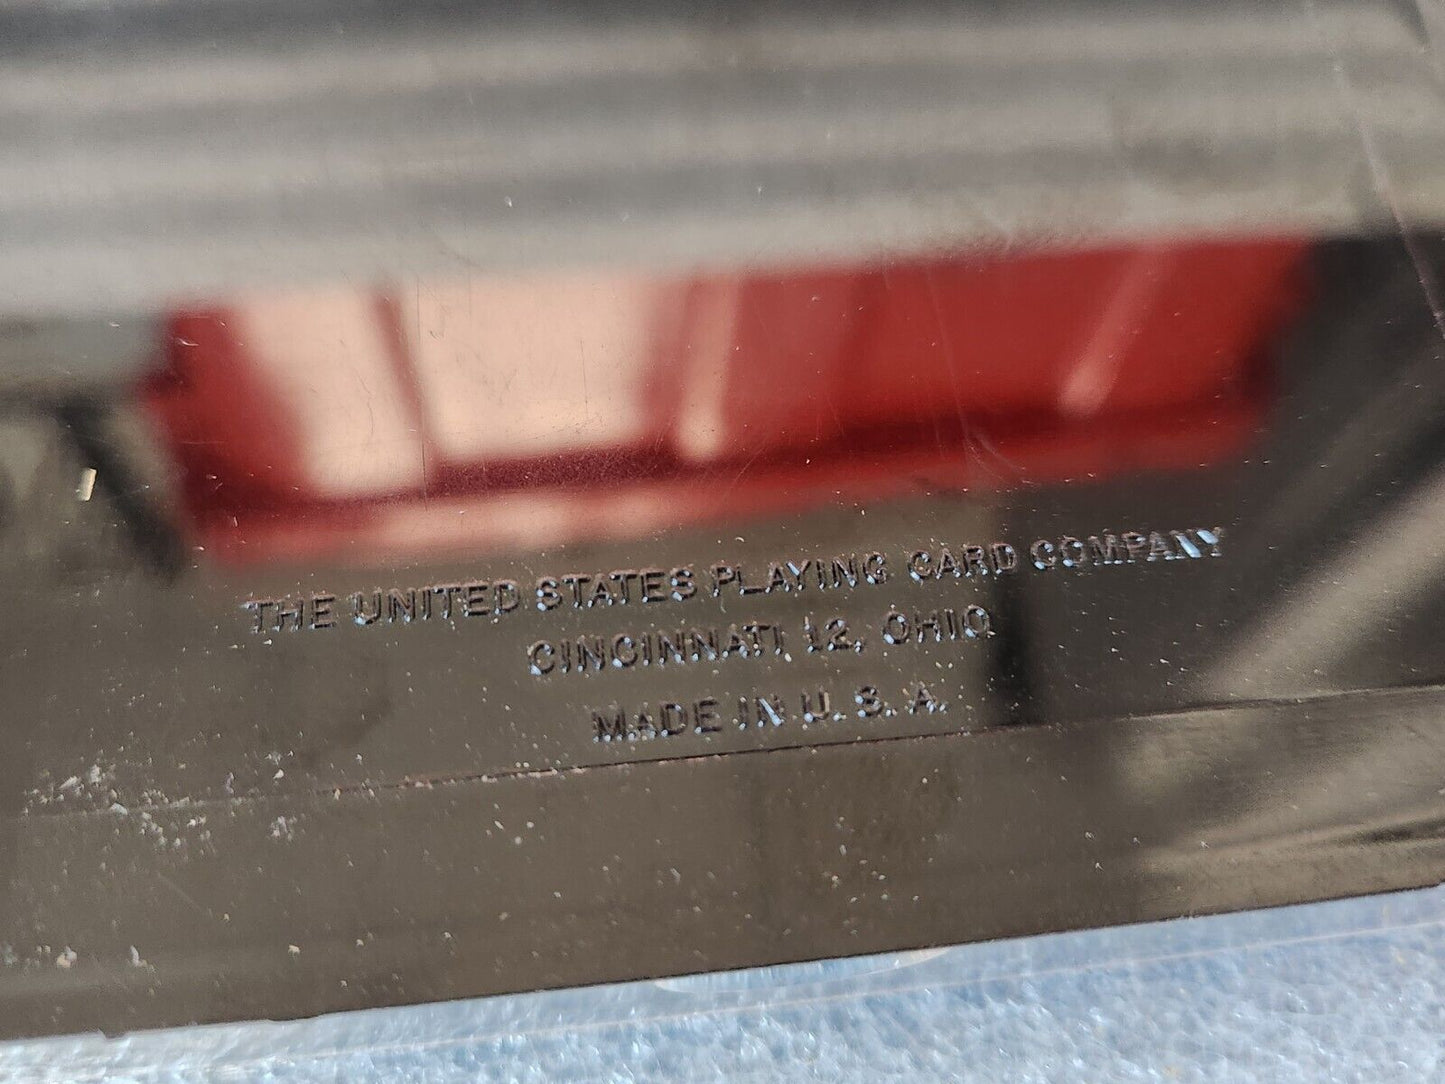 THE UNITED STATES PLAYING CARD COMPANY
CINCINNATI 12, OHIO
MADE IN U. S. A.